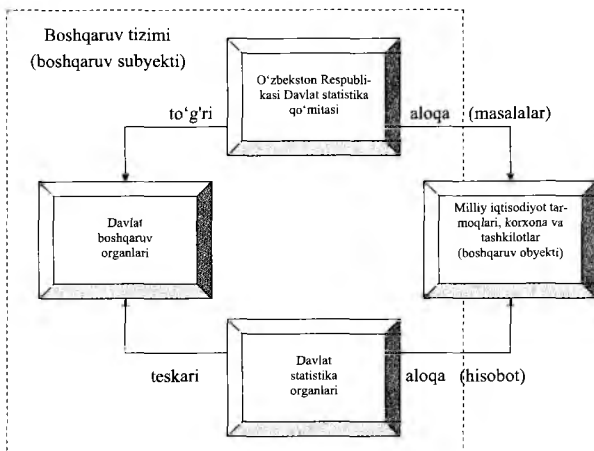 Boshqaruv tizimi
(boshqaruv subyekti)
O‘zbekston Respubli-
kasi Davlat statistika
qo‘mitasi
to‘g'ri
aloqa (masalalar)
Davlat
boshqaruv
organlari
Milliy iqtisodiyot tar-
moqlari, korxona va
tashkilotlar
(boshqaruv obyekti)
teskari
Davlat
statistika
organlari
aloqa (hisobot)